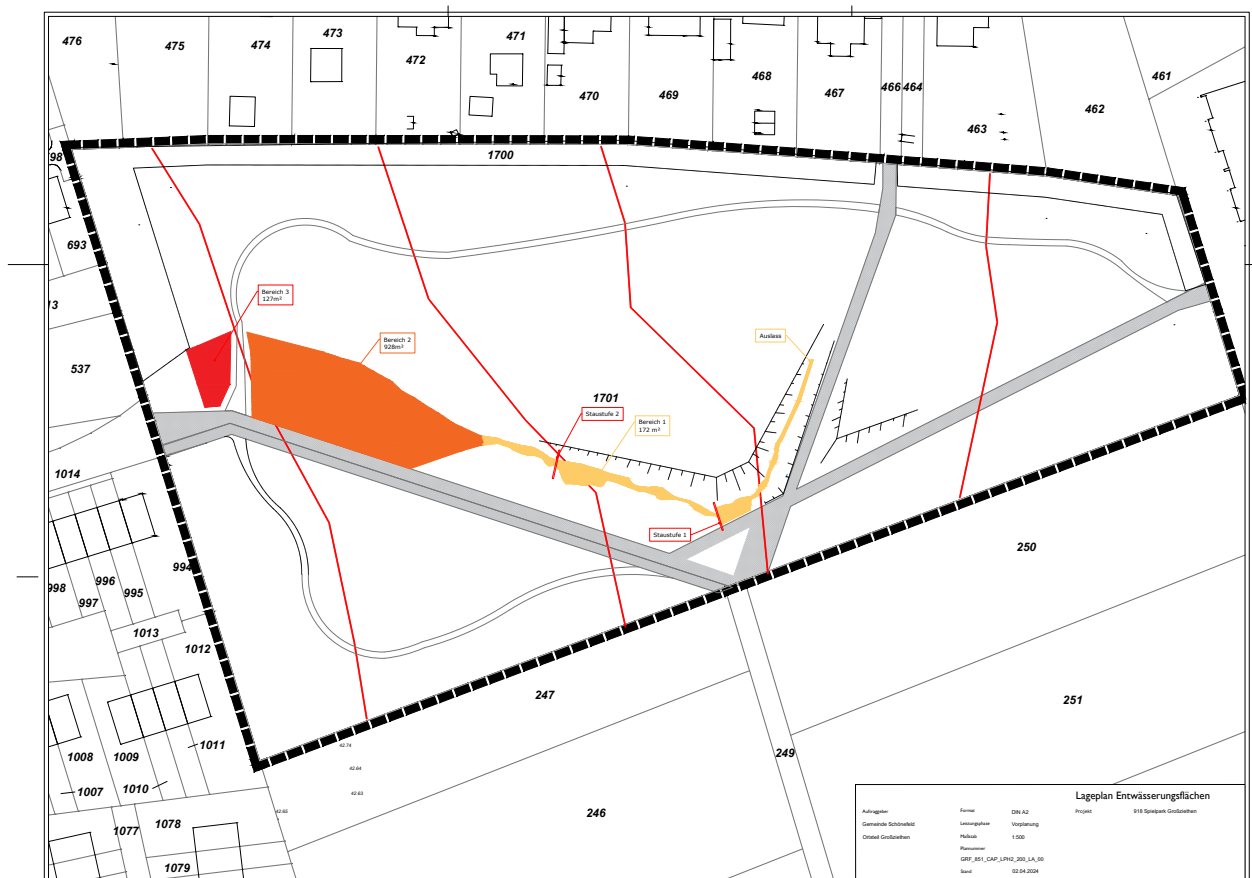 476
475
474
473
472
471
470
469
468
467
466
464
463
462
461
98
1700
693
13
537
Bereich 3
127m²
Bereich 2
928m²
Auslass
1701
Staustufe 2
Bereich 1
172 m²
Staustufe 1
1014
998
997
996
995
994
1013
1012
1011
1010
1009
1008
1007
1077
1078
1079
250
247
251
249
246
42.74
42.64
42.63
42.65
Lageplan Entwässerungsflächen
Auftraggeber
Gemeinde Schönefeld
Ortsteil Großziethen
Format DIN A2
Leistungsphase Vorplanung
Maßstab 1:500
Plannummer
GRF_851_CAP_LPH2_200_LA_00
Stand 02.04.2024
Projekt 918 Spielpark Großziethen